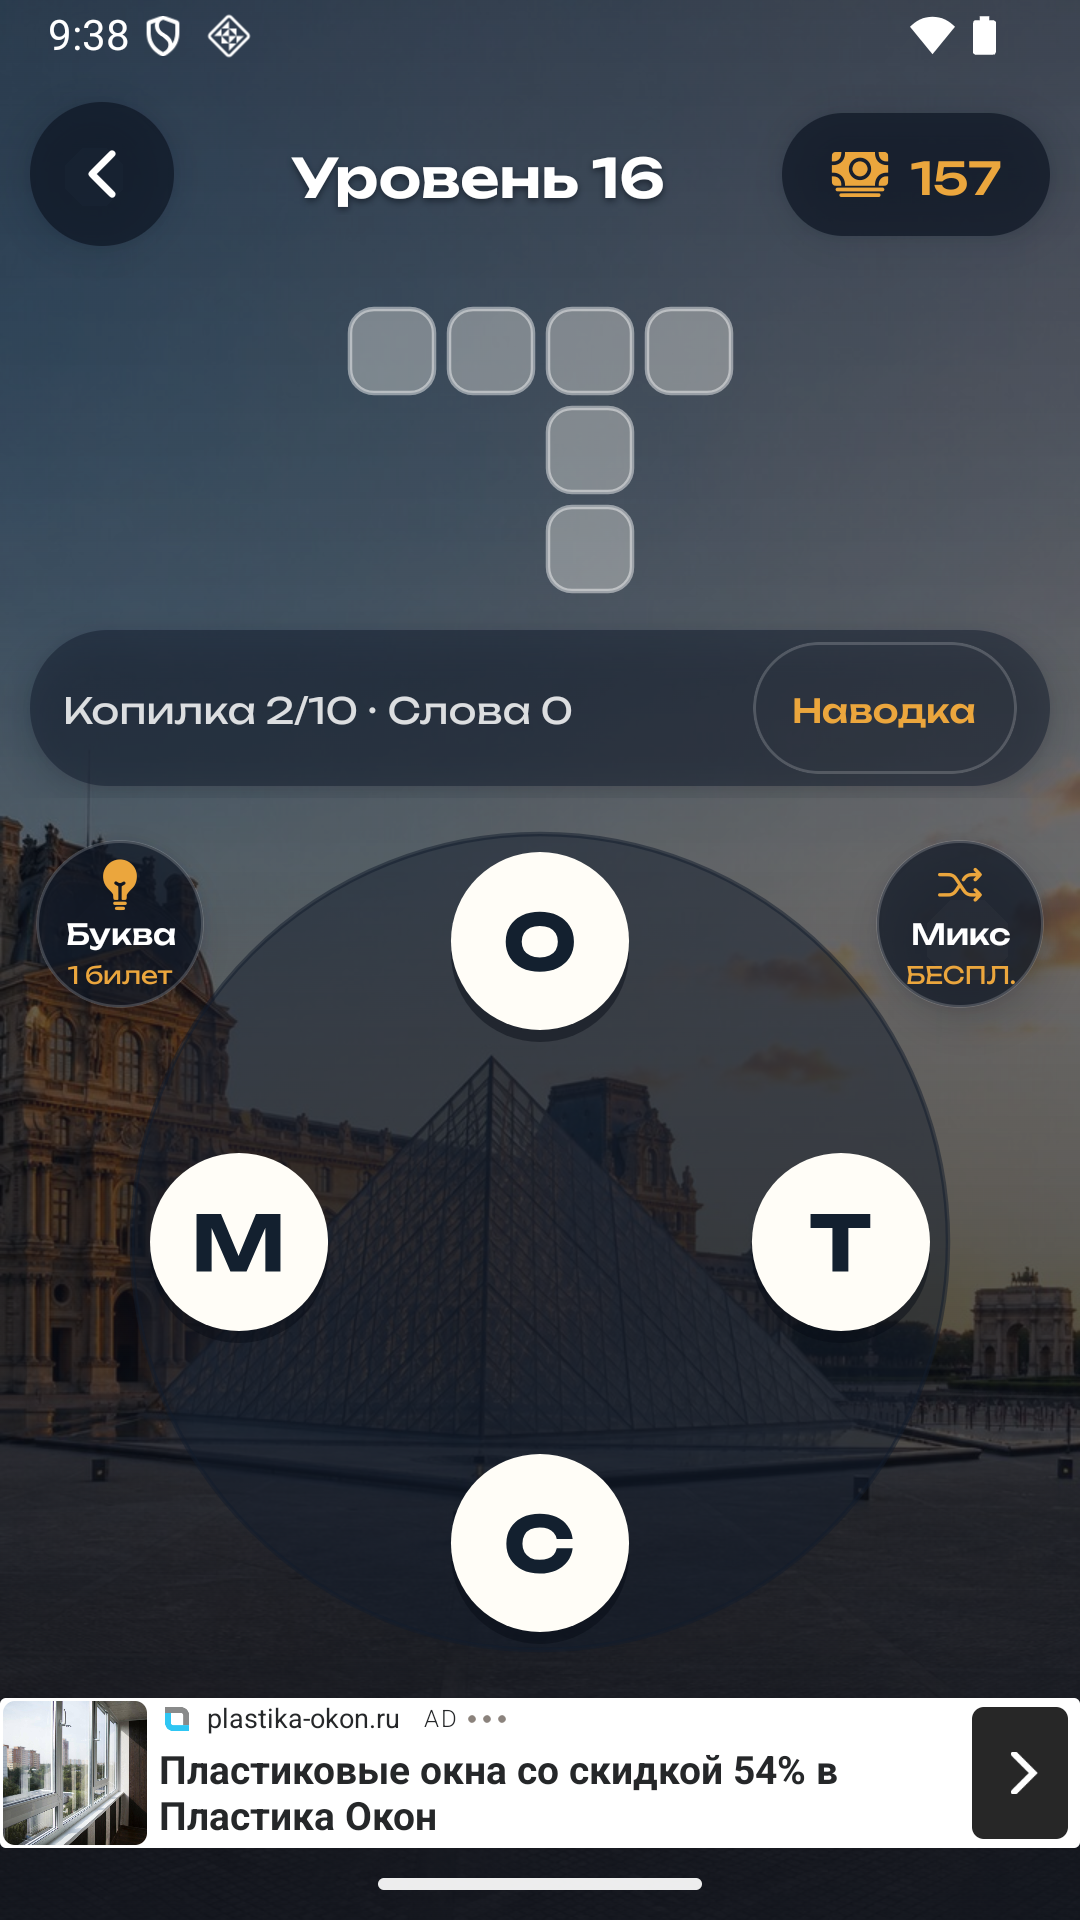 9:38
Уровень 16
157
Копилка 2/10 · Слова 0
Наводка
Буква
1 билет
Микс
БЕСПЛ.
О
М
Т
С
plastika-okon.ru AD
Пластиковые окна со скидкой 54% в
Пластика Окон